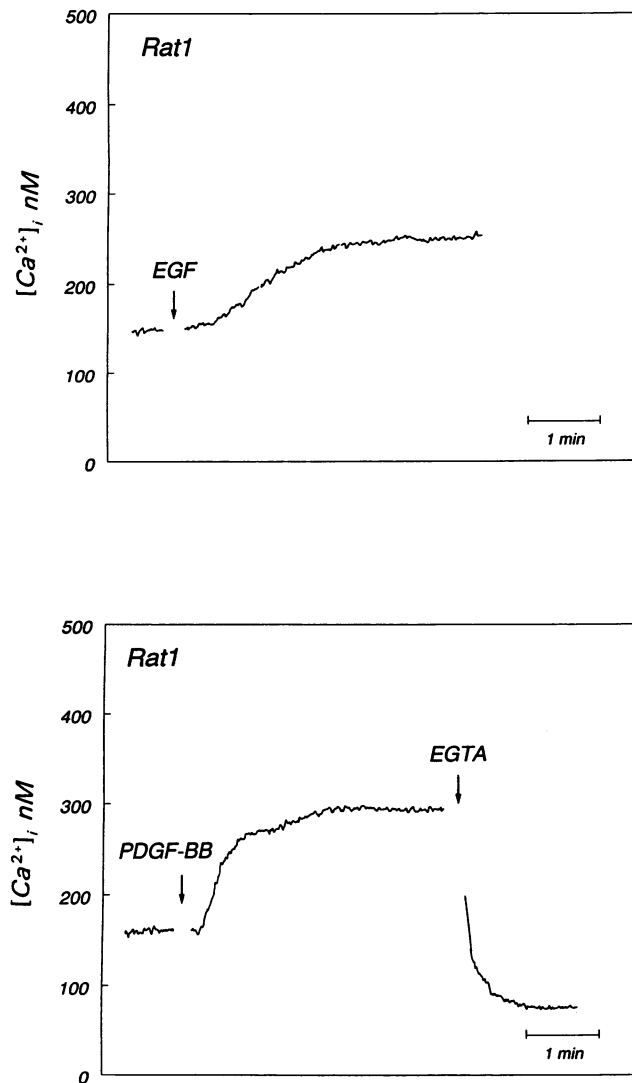 500
Rat1
400
300
[Ca²⁺]ᵢ, nM
EGF
200
100
1 min
0
500
Rat1
400
EGTA
300
[Ca²⁺]ᵢ, nM
PDGF-BB
200
100
1 min
0